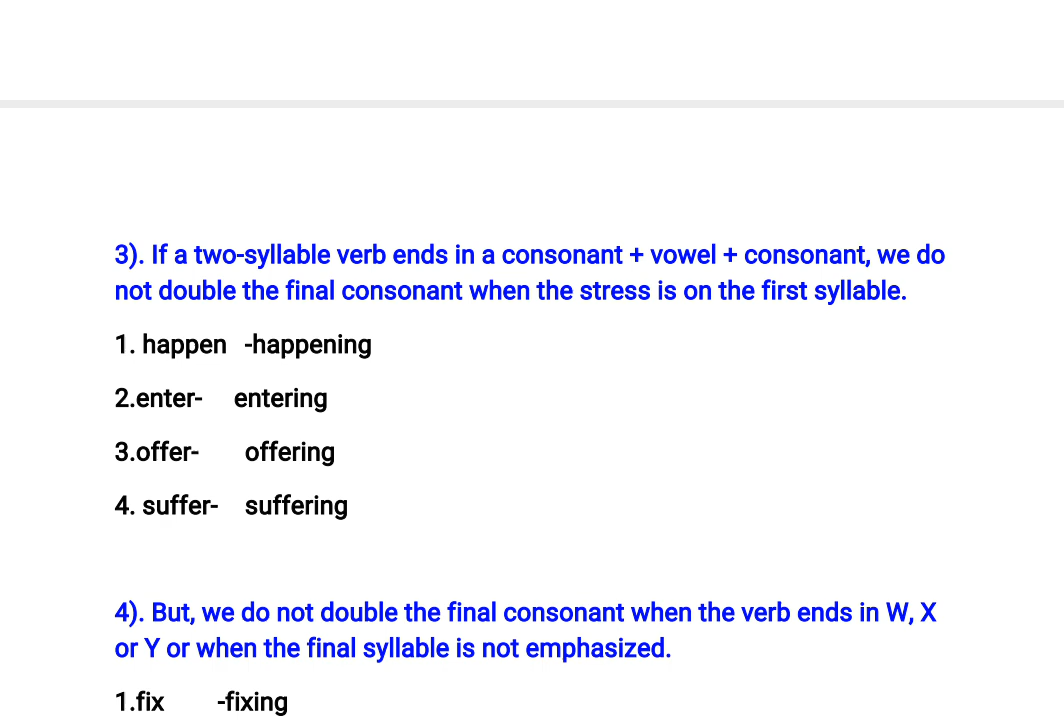 3). If a two-syllable verb ends in a consonant + vowel + consonant, we do
not double the final consonant when the stress is on the first syllable.
1. happen -happening
2.enter- entering
3.offer- offering
4. suffer- suffering
4). But, we do not double the final consonant when the verb ends in W, X
or Y or when the final syllable is not emphasized.
1.fix -fixing